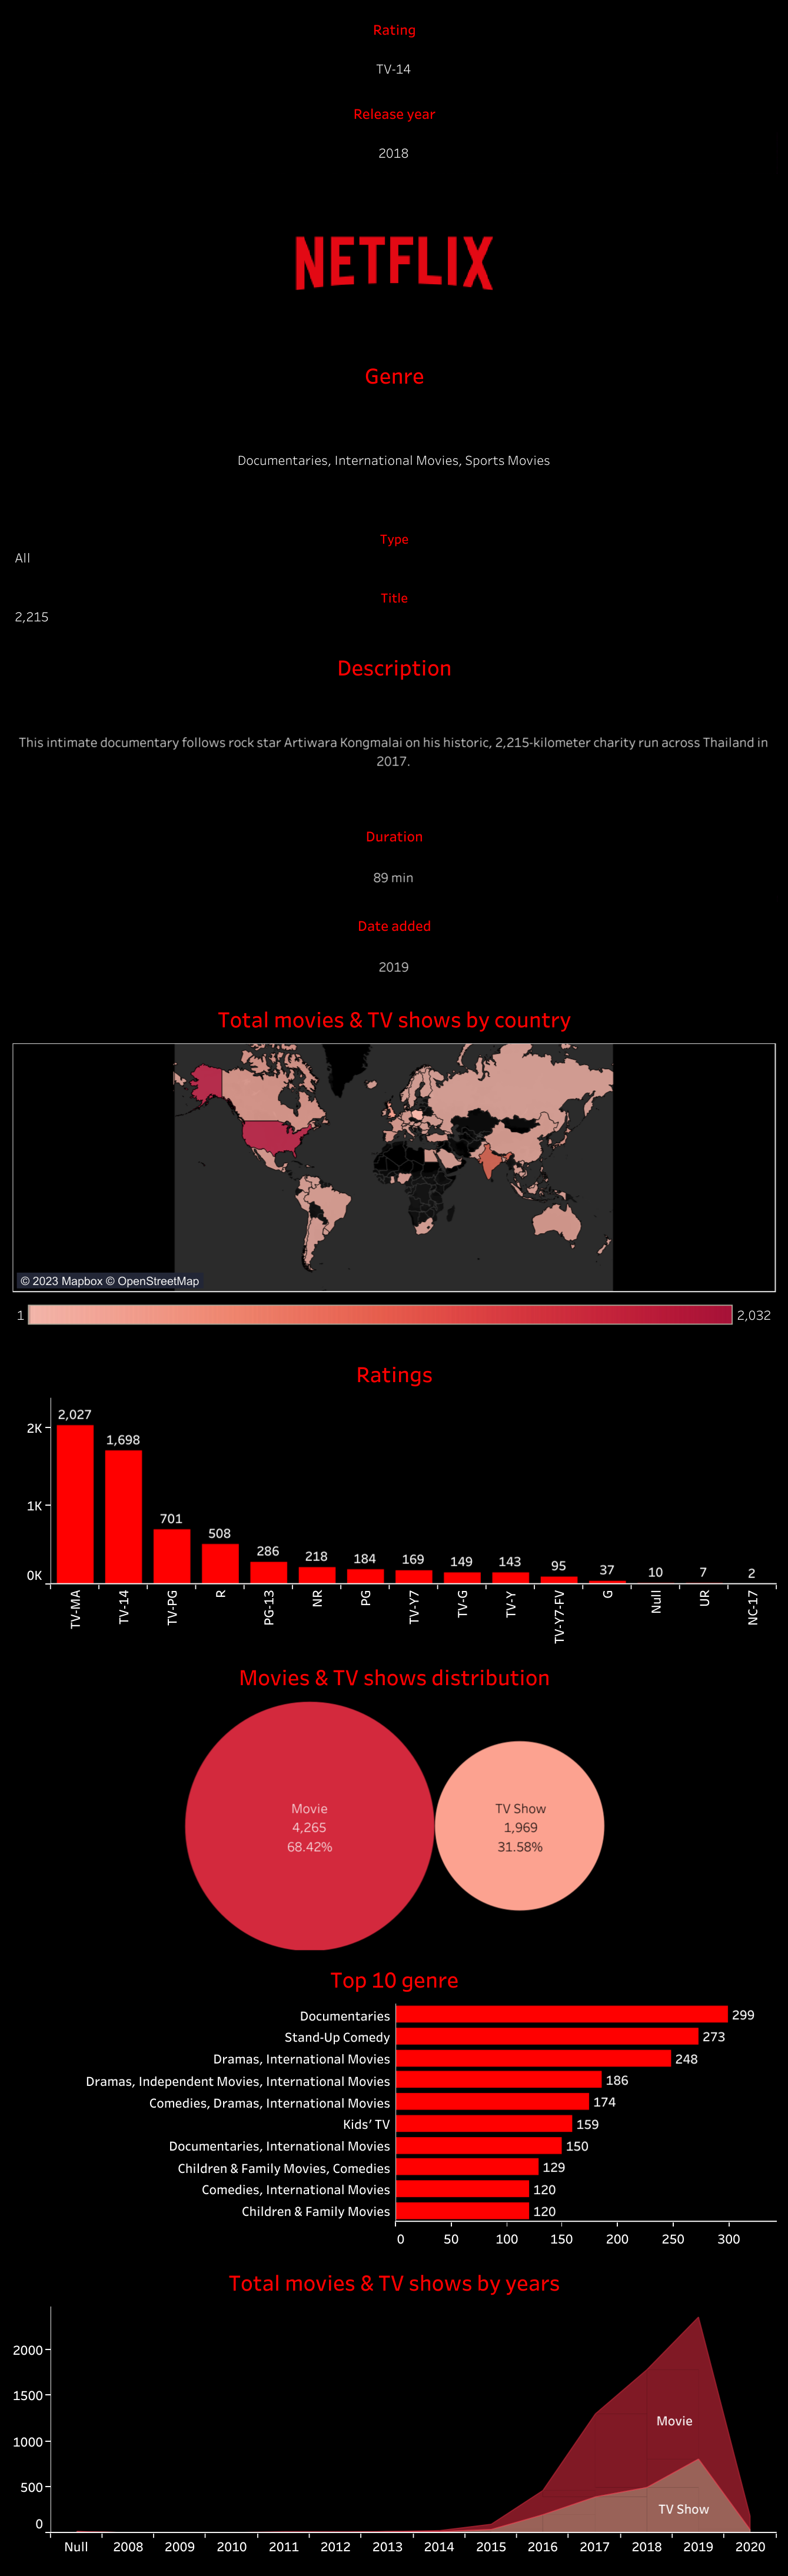 Rating
TV-14
Release year
2018
NETFLIX
Genre
Documentaries, International Movies, Sports Movies
Type
All
Title
2,215
Description
This intimate documentary follows rock star Artiwara Kongmalai on his historic, 2,215-kilometer charity run across Thailand in
2017.
Duration
89 min
Date added
2019
Total movies & TV shows by country
© 2023 Mapbox © OpenStreetMap
1 2,032
Ratings
2K
1K
0K
2,027 1,698 701 508 286 218 184 169 149 143 95 37 10 7 2
TV-MA TV-14 TV-PG R PG-13 NR PG TV-Y7 TV-G TV-Y TV-Y7-FV G Null UR NC-17
Movies & TV shows distribution
Movie
4,265
68.42%
TV Show
1,969
31.58%
Top 10 genre
Documentaries 299
Stand-Up Comedy 273
Dramas, International Movies 248
Dramas, Independent Movies, International Movies 186
Comedies, Dramas, International Movies 174
Kids' TV 159
Documentaries, International Movies 150
Children & Family Movies, Comedies 129
Comedies, International Movies 120
Children & Family Movies 120
0 50 100 150 200 250 300
Total movies & TV shows by years
2000
1500
1000
500
0
Movie
TV Show
Null 2008 2009 2010 2011 2012 2013 2014 2015 2016 2017 2018 2019 2020